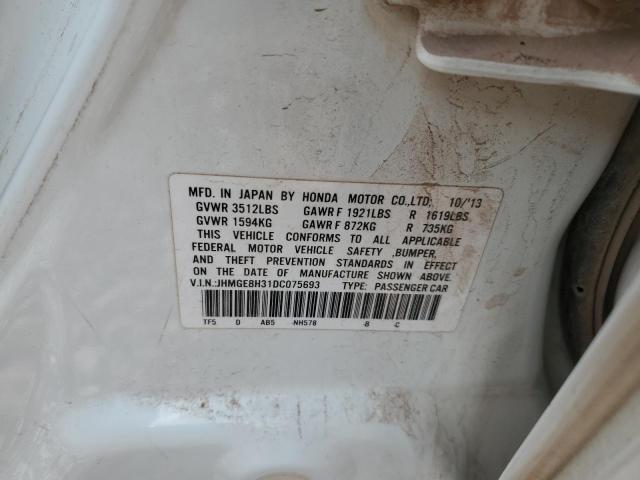 MFD. IN JAPAN BY HONDA MOTOR CO.,LTD. 10/'13
GVWR 3512LBS GAWR F 1921LBS R 1619LBS
GVWR 1594KG GAWR F 872KG R 735KG
THIS VEHICLE CONFORMS TO ALL APPLICABLE
FEDERAL MOTOR VEHICLE SAFETY ,BUMPER,
AND THEFT PREVENTION STANDARDS IN EFFECT
ON THE DATE OF MANUFACTURE SHOWN ABOVE.
V.I.N.:JHMGE8H31DC075693 TYPE: PASSENGER CAR
TF5 D AB5 -NH578 -B -C